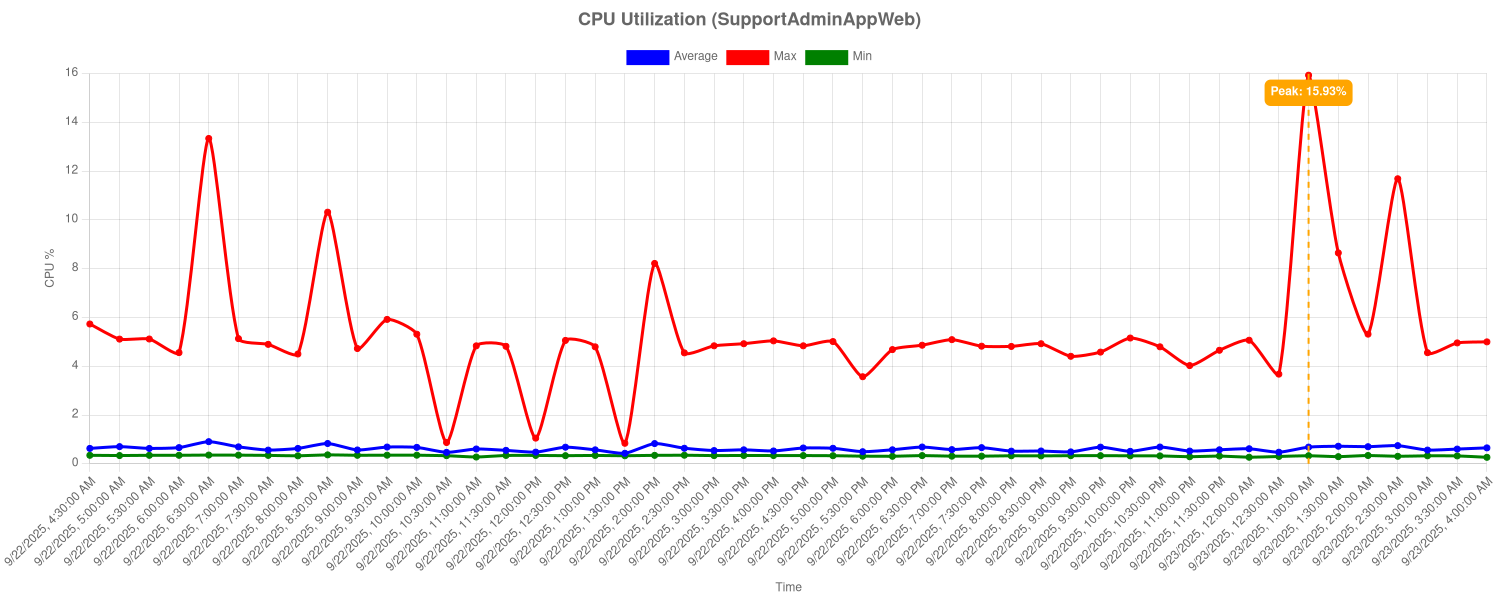 CPU Utilization (SupportAdminAppWeb)
Average Max Min
16
Peak: 15.93%
14
12
10
8
CPU %
6
4
2
0
9/22/2025, 4:30:00 AM
9/22/2025, 5:00:00 AM
9/22/2025, 5:30:00 AM
9/22/2025, 6:00:00 AM
9/22/2025, 6:30:00 AM
9/22/2025, 7:00:00 AM
9/22/2025, 7:30:00 AM
9/22/2025, 8:00:00 AM
9/22/2025, 8:30:00 AM
9/22/2025, 9:00:00 AM
9/22/2025, 9:30:00 AM
9/22/2025, 10:00:00 AM
9/22/2025, 10:30:00 AM
9/22/2025, 11:00:00 AM
9/22/2025, 11:30:00 AM
9/22/2025, 12:00:00 PM
9/22/2025, 12:30:00 PM
9/22/2025, 1:00:00 PM
9/22/2025, 1:30:00 PM
9/22/2025, 2:00:00 PM
9/22/2025, 2:30:00 PM
9/22/2025, 3:00:00 PM
9/22/2025, 3:30:00 PM
9/22/2025, 4:00:00 PM
9/22/2025, 4:30:00 PM
9/22/2025, 5:00:00 PM
9/22/2025, 5:30:00 PM
9/22/2025, 6:00:00 PM
9/22/2025, 6:30:00 PM
9/22/2025, 7:00:00 PM
9/22/2025, 7:30:00 PM
9/22/2025, 8:00:00 PM
9/22/2025, 8:30:00 PM
9/22/2025, 9:00:00 PM
9/22/2025, 9:30:00 PM
9/22/2025, 10:00:00 PM
9/22/2025, 10:30:00 PM
9/22/2025, 11:00:00 PM
9/22/2025, 11:30:00 PM
9/23/2025, 12:00:00 AM
9/23/2025, 12:30:00 AM
9/23/2025, 1:00:00 AM
9/23/2025, 1:30:00 AM
9/23/2025, 2:00:00 AM
9/23/2025, 2:30:00 AM
9/23/2025, 3:00:00 AM
9/23/2025, 3:30:00 AM
9/23/2025, 4:00:00 AM
Time